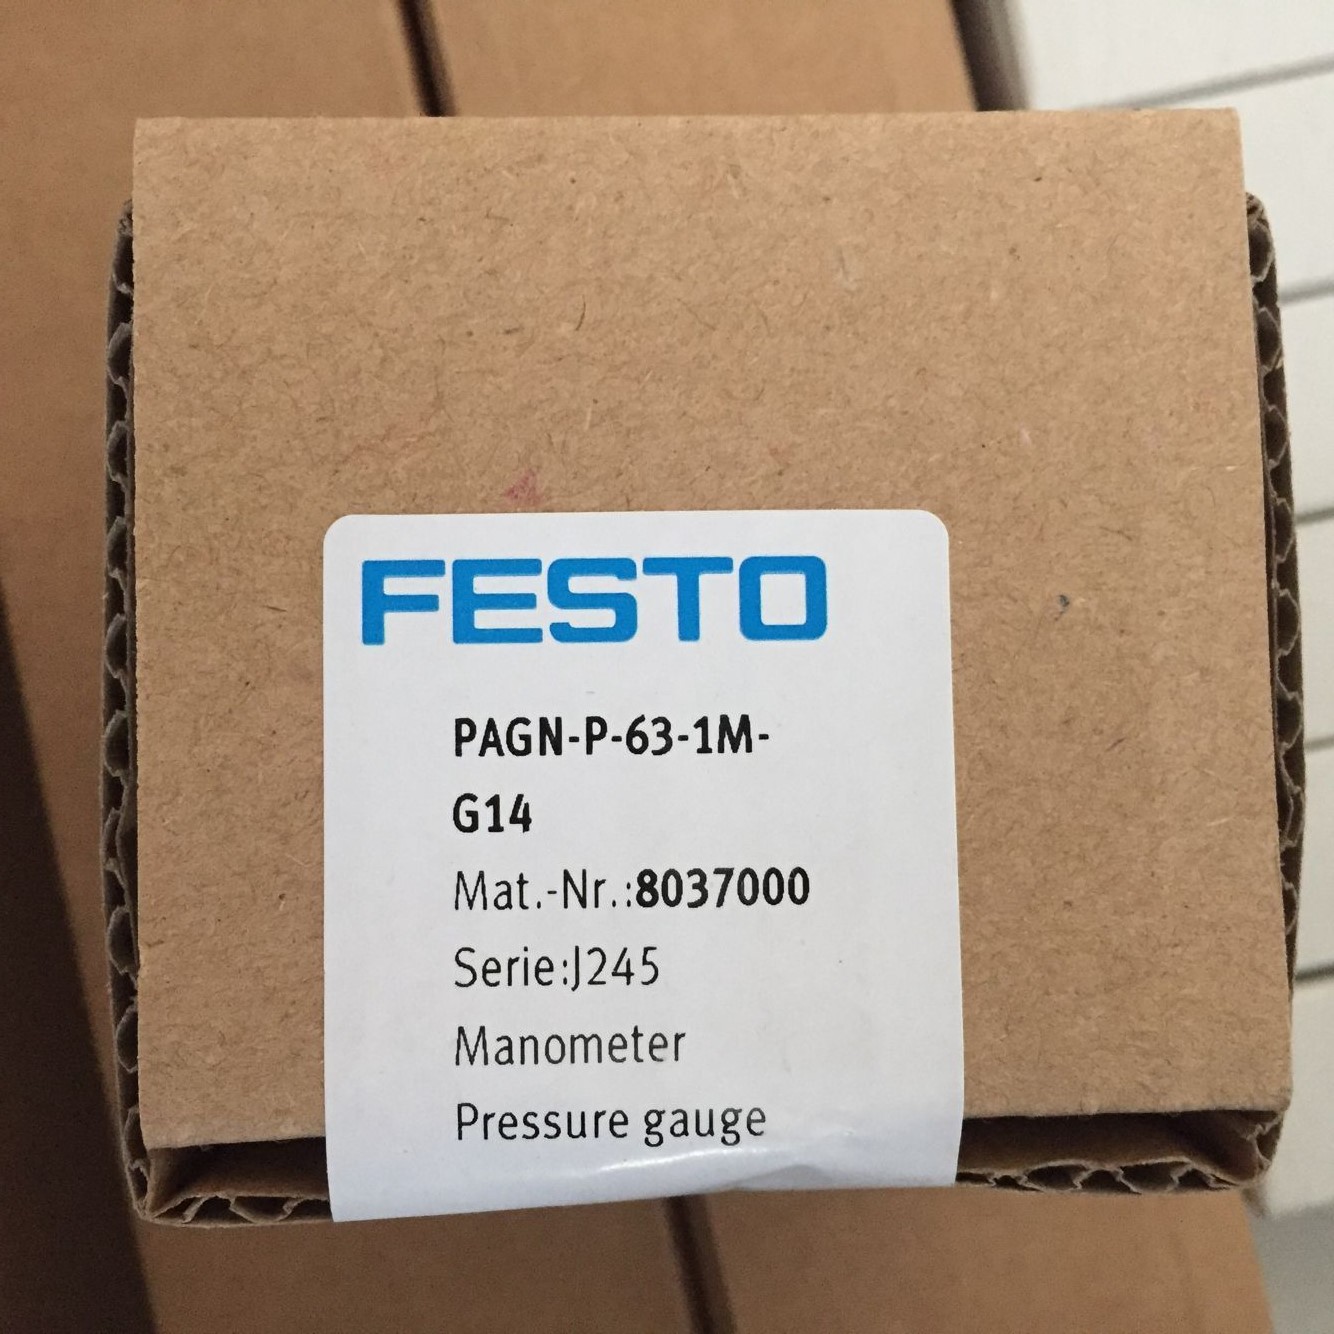 FESTO
PAGN-P-63-1M-
G14
Mat.-Nr.:8037000
Serie:J245
Manometer
Pressure gauge